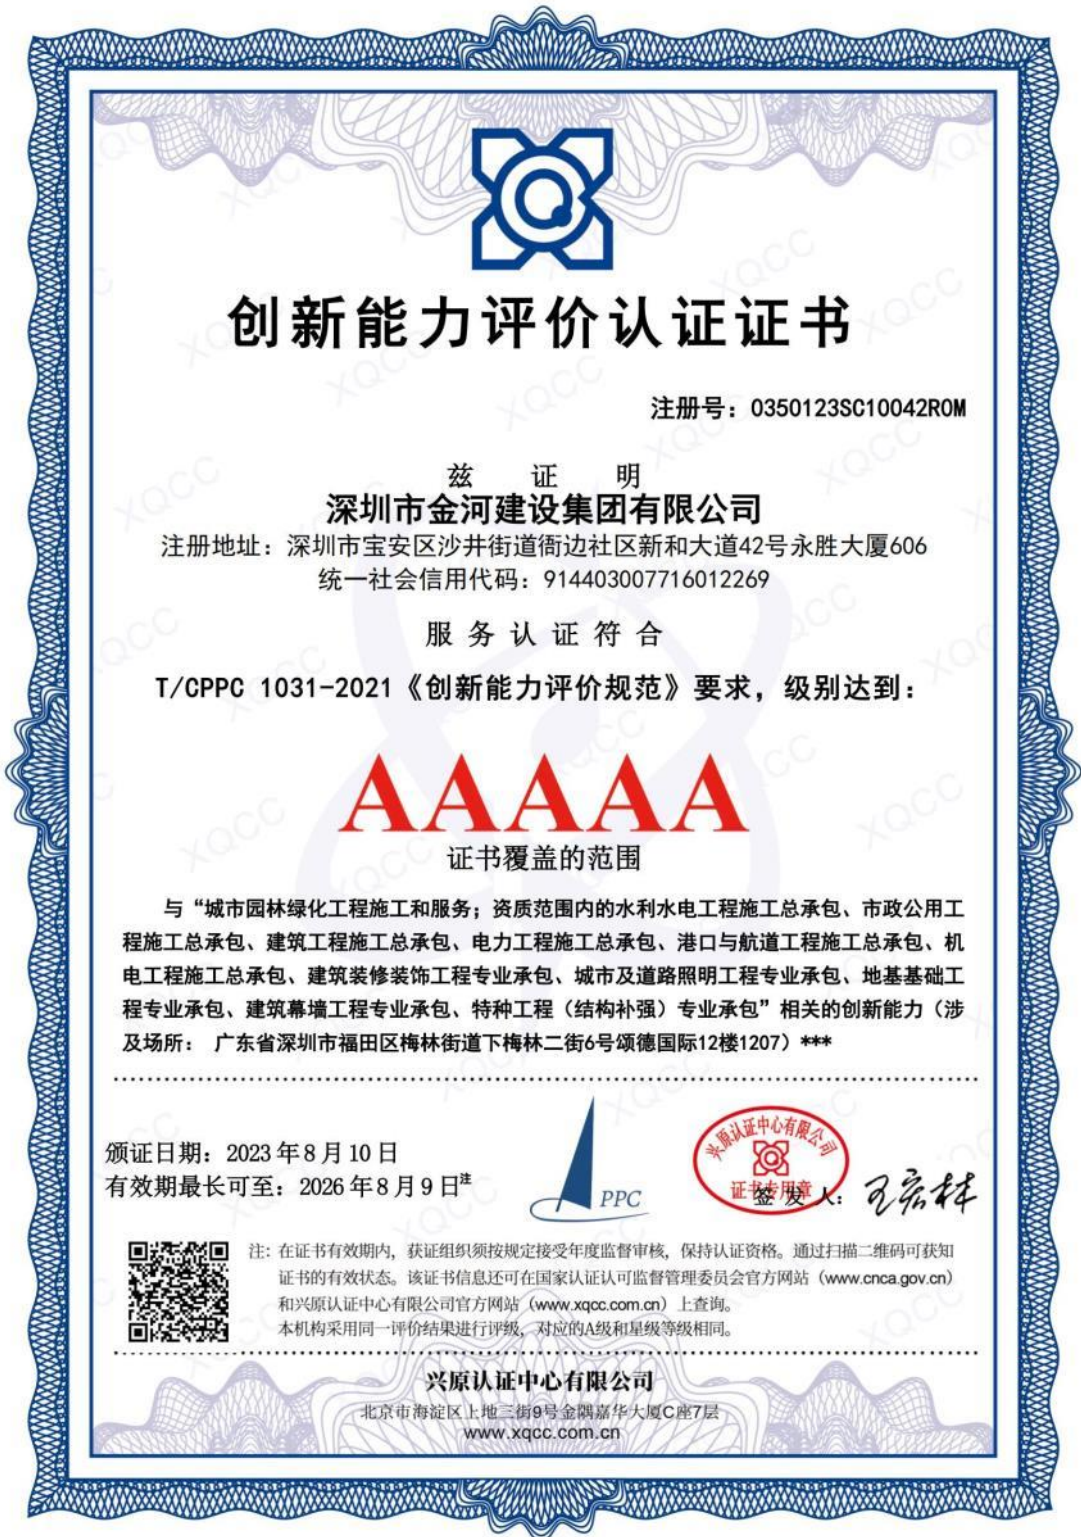 创新能力评价认证证书
注册号：0350123SC10042R0M
兹 证 明
深圳市金河建设集团有限公司
注册地址：深圳市宝安区沙井街道衙边社区新和大道42号永胜大厦606
统一社会信用代码：914403007716012269
服务认证符合
T/CPPC 1031-2021《创新能力评价规范》要求，级别达到：
AAAAA
证书覆盖的范围
与“城市园林绿化工程施工和服务；资质范围内的水利水电工程施工总承包、市政公用工
程施工总承包、建筑工程施工总承包、电力工程施工总承包、港口与航道工程施工总承包、机
电工程施工总承包、建筑装修装饰工程专业承包、城市及道路照明工程专业承包、地基基础工
程专业承包、建筑幕墙工程专业承包、特种工程（结构补强）专业承包”相关的创新能力（涉
及场所： 广东省深圳市福田区梅林街道下梅林二街6号颂德国际12楼1207）***
颁证日期：2023年8月10日
有效期最长可至：2026年8月9日注
PPC
兴原认证中心有限公司
证书专用章
签发人：王宏林
注：在证书有效期内，获证组织须按规定接受年度监督审核，保持认证资格。通过扫描二维码可获知
证书的有效状态。该证书信息还可在国家认证认可监督管理委员会官方网站（www.cnca.gov.cn）
和兴原认证中心有限公司官方网站（www.xqcc.com.cn）上查询。
本机构采用同一评价结果进行评级，对应的A级和星级等级相同。
兴原认证中心有限公司
北京市海淀区上地三街9号金隅嘉华大厦C座7层
www.xqcc.com.cn